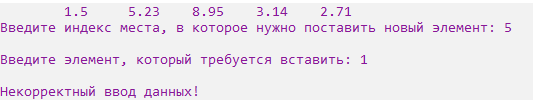 1.5 5.23 8.95 3.14 2.71
Введите индекс места, в которое нужно поставить новый элемент: 5
Введите элемент, который требуется вставить: 1
Некорректный ввод данных!